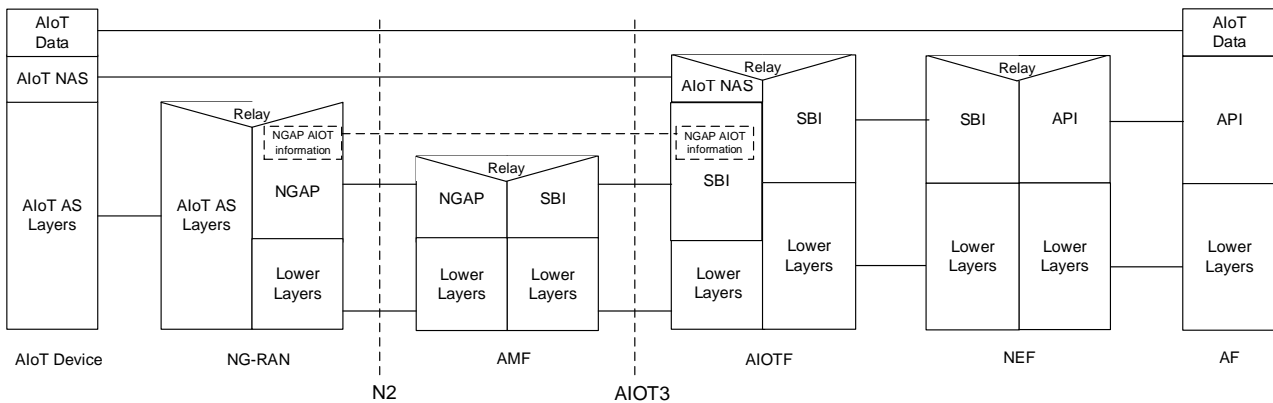 AIoT
Data
AIoT NAS
AIoT AS
Layers
AIoT Device
Relay
AIoT AS
Layers
NGAP AIOT
information
NGAP
Lower
Layers
NG-RAN
N2
Relay
NGAP
SBI
Lower
Layers
Lower
Layers
AMF
AIOT3
Relay
AIoT NAS
NGAP AIOT
information
SBI
Lower
Layers
SBI
Lower
Layers
AIOTF
Relay
SBI
API
Lower
Layers
Lower
Layers
NEF
AIoT
Data
API
Lower
Layers
AF